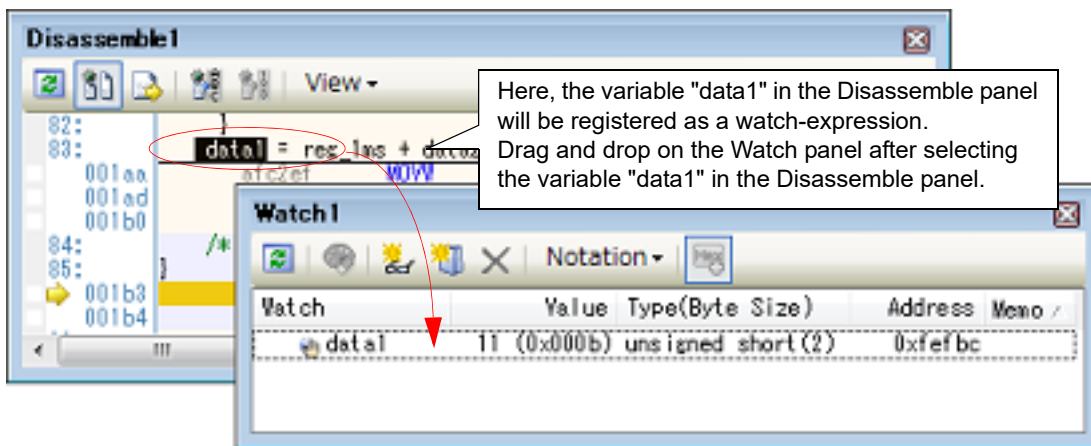 Disassemble1
View
Here, the variable "data1" in the Disassemble panel
will be registered as a watch-expression.
Drag and drop on the Watch panel after selecting
the variable "data1" in the Disassemble panel.
82: }
83: data1 = reg_1ms +
001aa afc2ef MOVW
001ad
001b0
84: /*
85: }
001b3
001b4
Watch1
Notation
Hex
Watch Value Type(Byte Size) Address Memo
data1 11 (0x000b) unsigned short(2) 0xfefbc